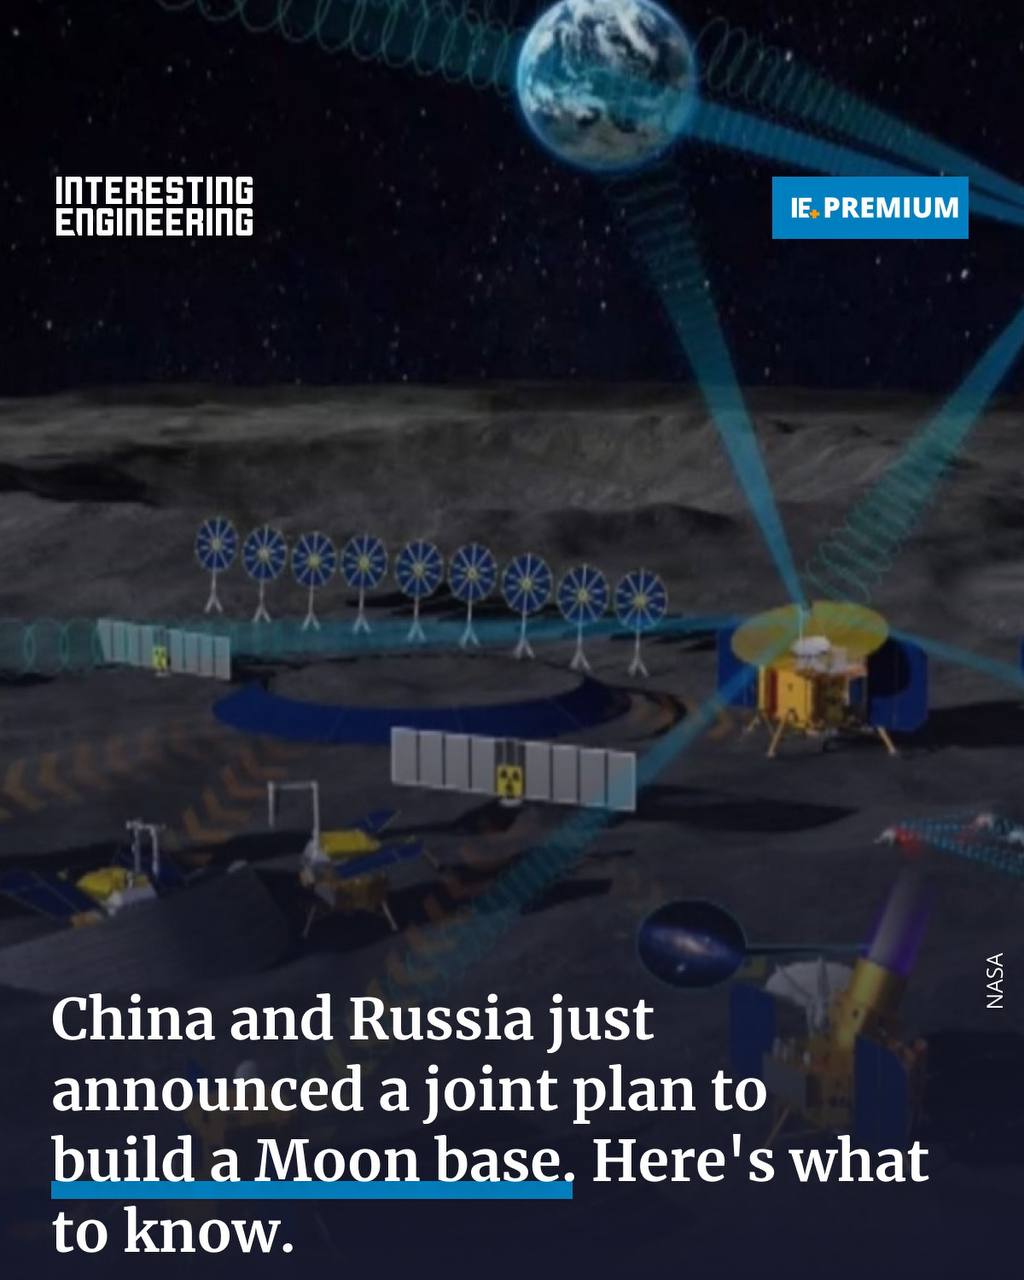 INTERESTING
ENGINEERING
IE+ PREMIUM
NASA
China and Russia just
announced a joint plan to
build a Moon base. Here's what
to know.